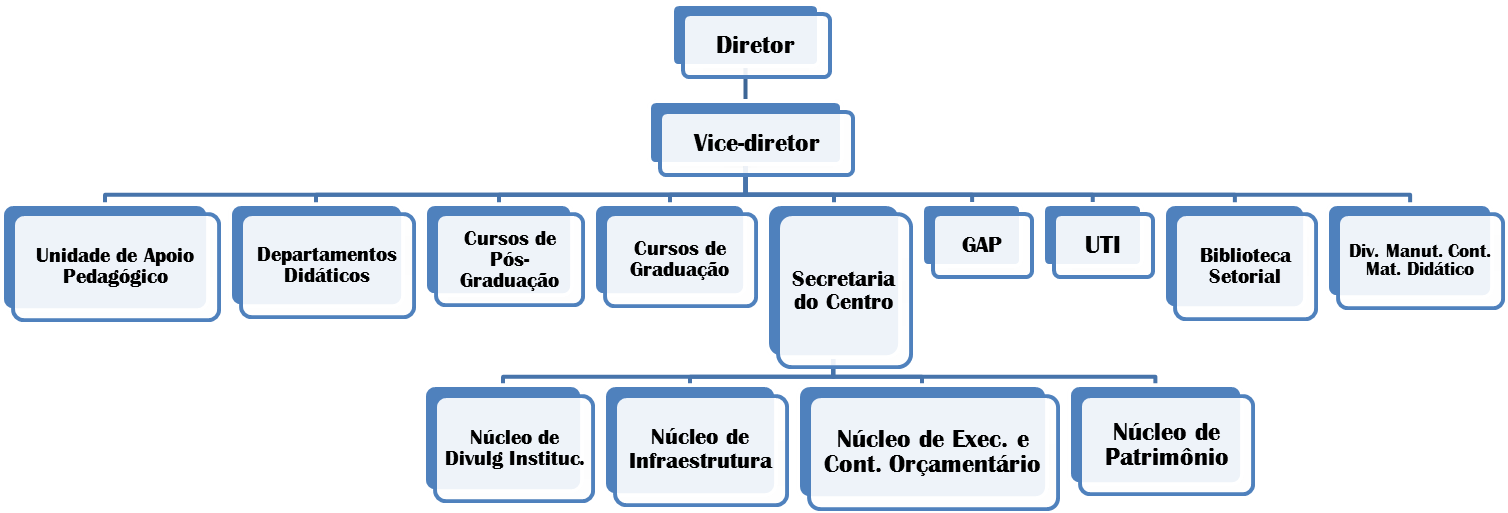 Diretor
Vice-diretor
Unidade de Apoio
Pedagógico
Departamentos
Didáticos
Cursos de
Pós-
Graduação
Cursos de
Graduação
Secretaria
do Centro
GAP
UTI
Biblioteca
Setorial
Div. Manut. Cont.
Mat. Didático
Núcleo de
Divulg Instituc.
Núcleo de
Infraestrutura
Núcleo de Exec. e
Cont. Orçamentário
Núcleo de
Patrimônio